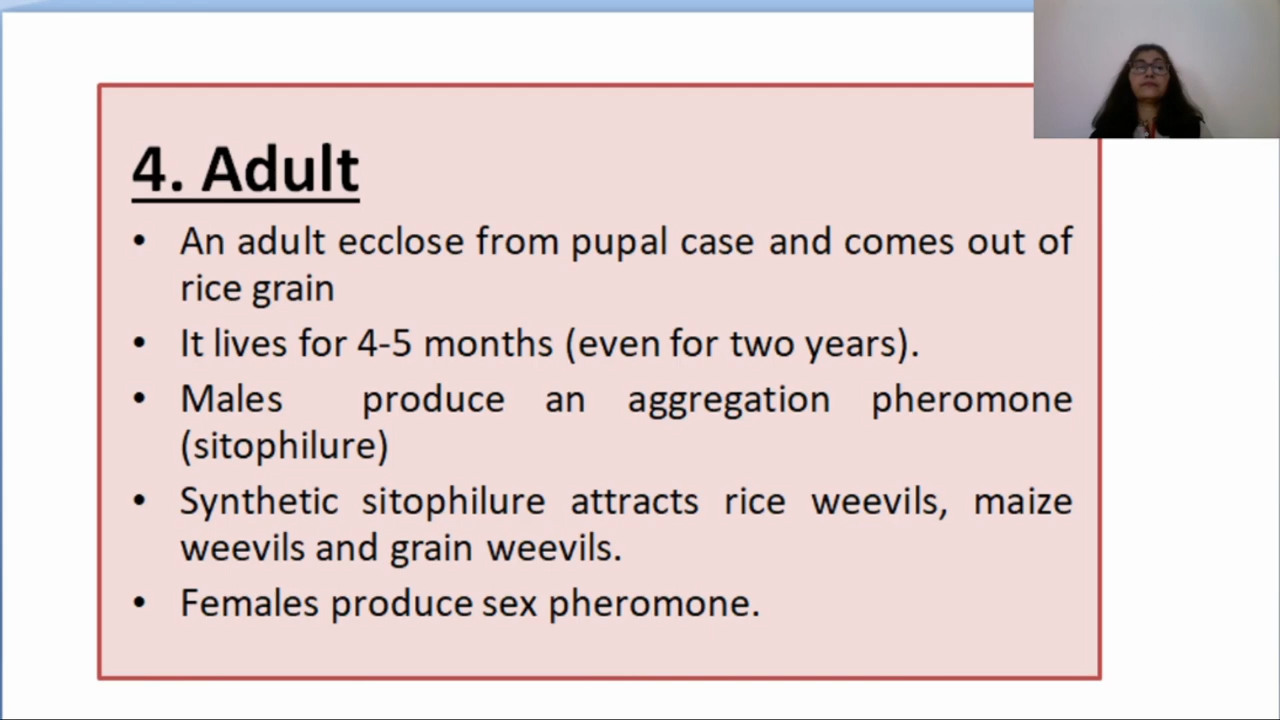 4. Adult
• An adult ecclose from pupal case and comes out of
rice grain
• It lives for 4-5 months (even for two years).
• Males produce an aggregation pheromone
(sitophilure)
• Synthetic sitophilure attracts rice weevils, maize
weevils and grain weevils.
• Females produce sex pheromone.